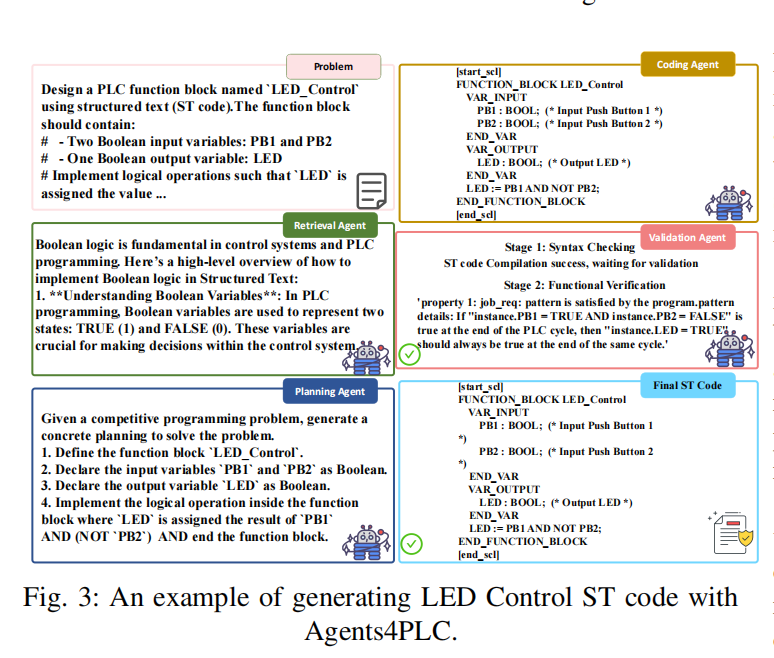 Problem
Design a PLC function block named `LED_Control`
using structured text (ST code).The function block
should contain:
#   - Two Boolean input variables: PB1 and PB2
#   - One Boolean output variable: LED
# Implement logical operations such that `LED` is
assigned the value ...
Retrieval Agent
Boolean logic is fundamental in control systems and PLC
programming. Here's a high-level overview of how to
implement Boolean logic in Structured Text:
1. **Understanding Boolean Variables**: In PLC
programming, Boolean variables are used to represent two
states: TRUE (1) and FALSE (0). These variables are
crucial for making decisions within the control system.
Planning Agent
Given a competitive programming problem, generate a
concrete planning to solve the problem.
1. Define the function block `LED_Control`.
2. Declare the input variables `PB1` and `PB2` as Boolean.
3. Declare the output variable `LED` as Boolean.
4. Implement the logical operation inside the function
block where `LED` is assigned the result of `PB1`
AND (NOT `PB2`)  AND end the function block.
Coding Agent
[start_scl]
FUNCTION_BLOCK LED_Control
VAR_INPUT
PB1 : BOOL;  (* Input Push Button 1 *)
PB2 : BOOL;  (* Input Push Button 2 *)
END_VAR
VAR_OUTPUT
LED : BOOL;  (* Output LED *)
END_VAR
LED := PB1 AND NOT PB2;
END_FUNCTION_BLOCK
[end_scl]
Validation Agent
Stage 1: Syntax Checking
ST code Compilation success, waiting for validation
Stage 2: Functional Verification
'property 1: job_req: pattern is satisfied by the program.pattern
details: If "instance.PB1 = TRUE AND instance.PB2 = FALSE" is
true at the end of the PLC cycle, then "instance.LED = TRUE"
should always be true at the end of the same cycle.'
Final ST Code
[start_scl]
FUNCTION_BLOCK LED_Control
VAR_INPUT
PB1 : BOOL;  (* Input Push Button 1
*)
PB2 : BOOL;  (* Input Push Button 2
*)
END_VAR
VAR_OUTPUT
LED : BOOL;  (* Output LED *)
END_VAR
LED := PB1 AND NOT PB2;
END_FUNCTION_BLOCK
[end_scl]
Fig. 3: An example of generating LED Control ST code with
Agents4PLC.